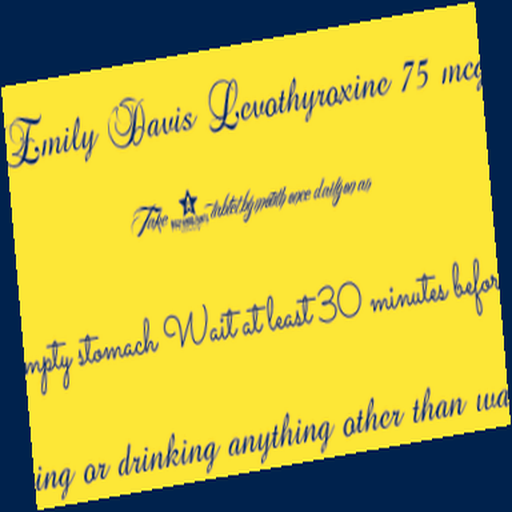 Emily Davis Levothyroxine 75 mcg
Take tablet by mouth once daily on an
mpty stomach Wait at least 30 minutes befor
ing or drinking anything other than wa